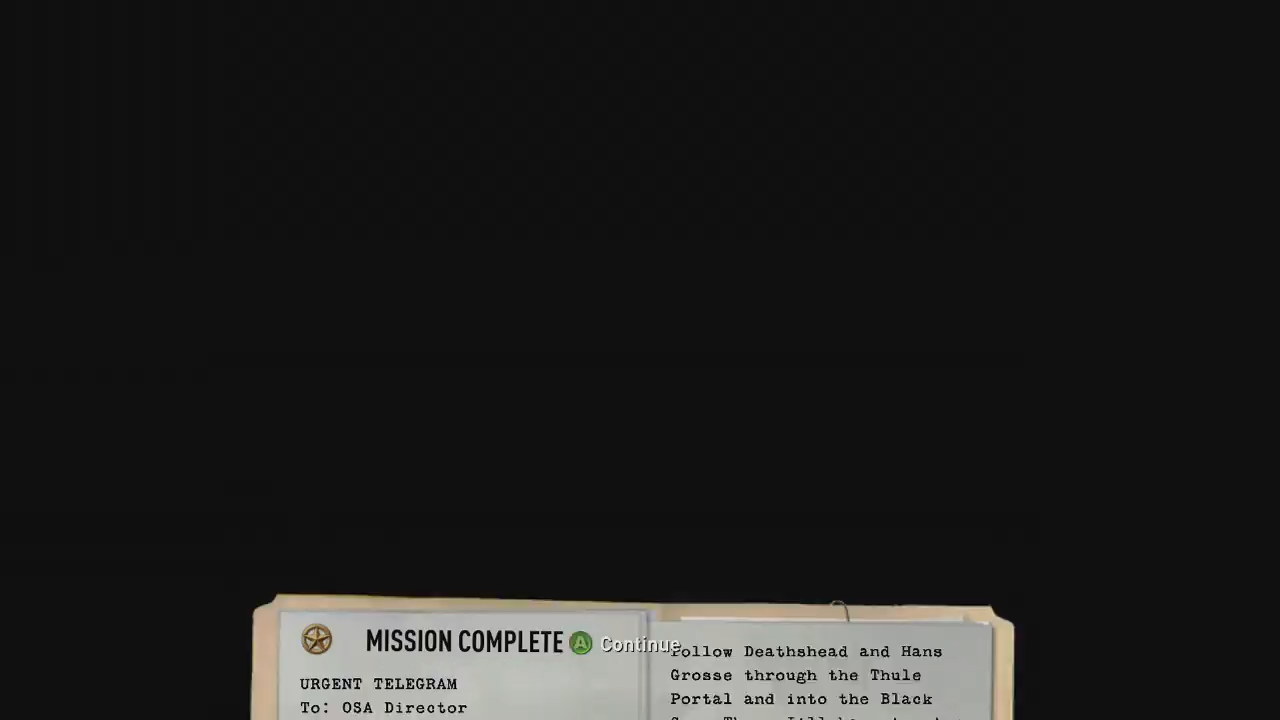 MISSION COMPLETE
A Continue
URGENT TELEGRAM
To: OSA Director
Follow Deathshead and Hans
Grosse through the Thule
Portal and into the Black